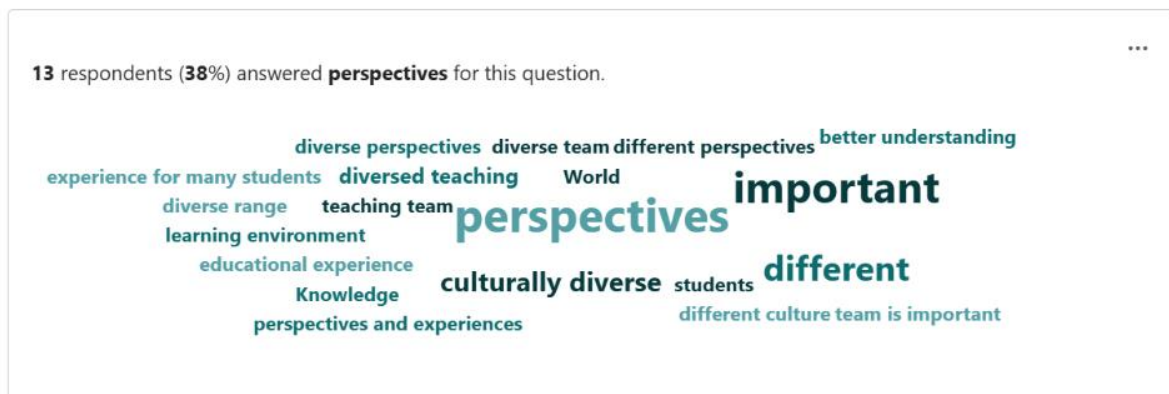 ...
13 respondents (38%) answered perspectives for this question.
diverse perspectives diverse team different perspectives better understanding
experience for many students diversed teaching World important
diverse range teaching team perspectives
learning environment
educational experience different
Knowledge culturally diverse students
perspectives and experiences different culture team is important